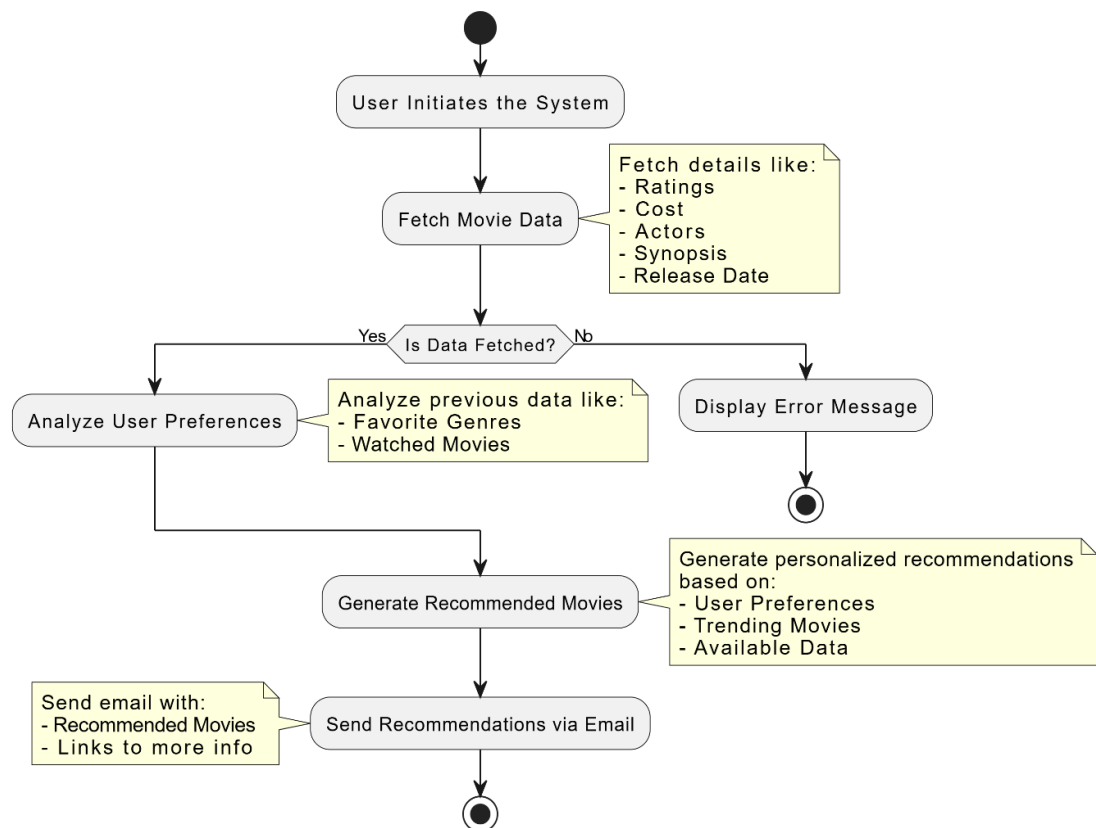 User Initiates the System
Fetch Movie Data
Fetch details like:
- Ratings
- Cost
- Actors
- Synopsis
- Release Date
Is Data Fetched?
Yes
No
Analyze User Preferences
Analyze previous data like:
- Favorite Genres
- Watched Movies
Display Error Message
Generate Recommended Movies
Generate personalized recommendations
based on:
- User Preferences
- Trending Movies
- Available Data
Send email with:
- Recommended Movies
- Links to more info
Send Recommendations via Email